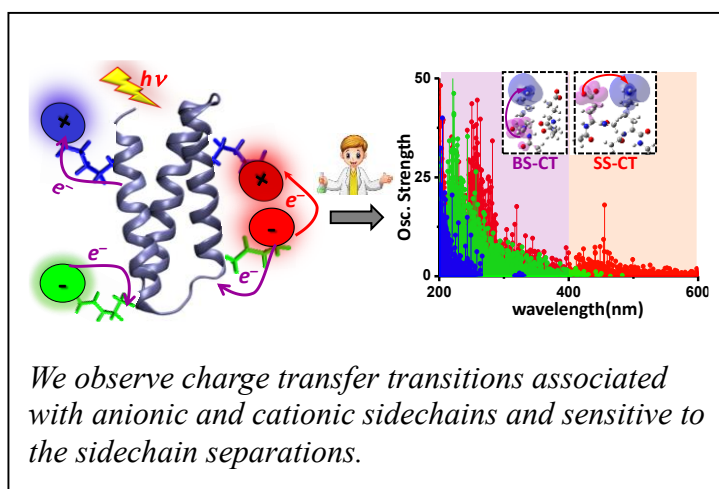 hν
+
e⁻
+
e⁻
-
-
e⁻
e⁻
50
25
0
Osc. Strength
BS-CT
SS-CT
200
400
600
wavelength(nm)
We observe charge transfer transitions associated
with anionic and cationic sidechains and sensitive to
the sidechain separations.